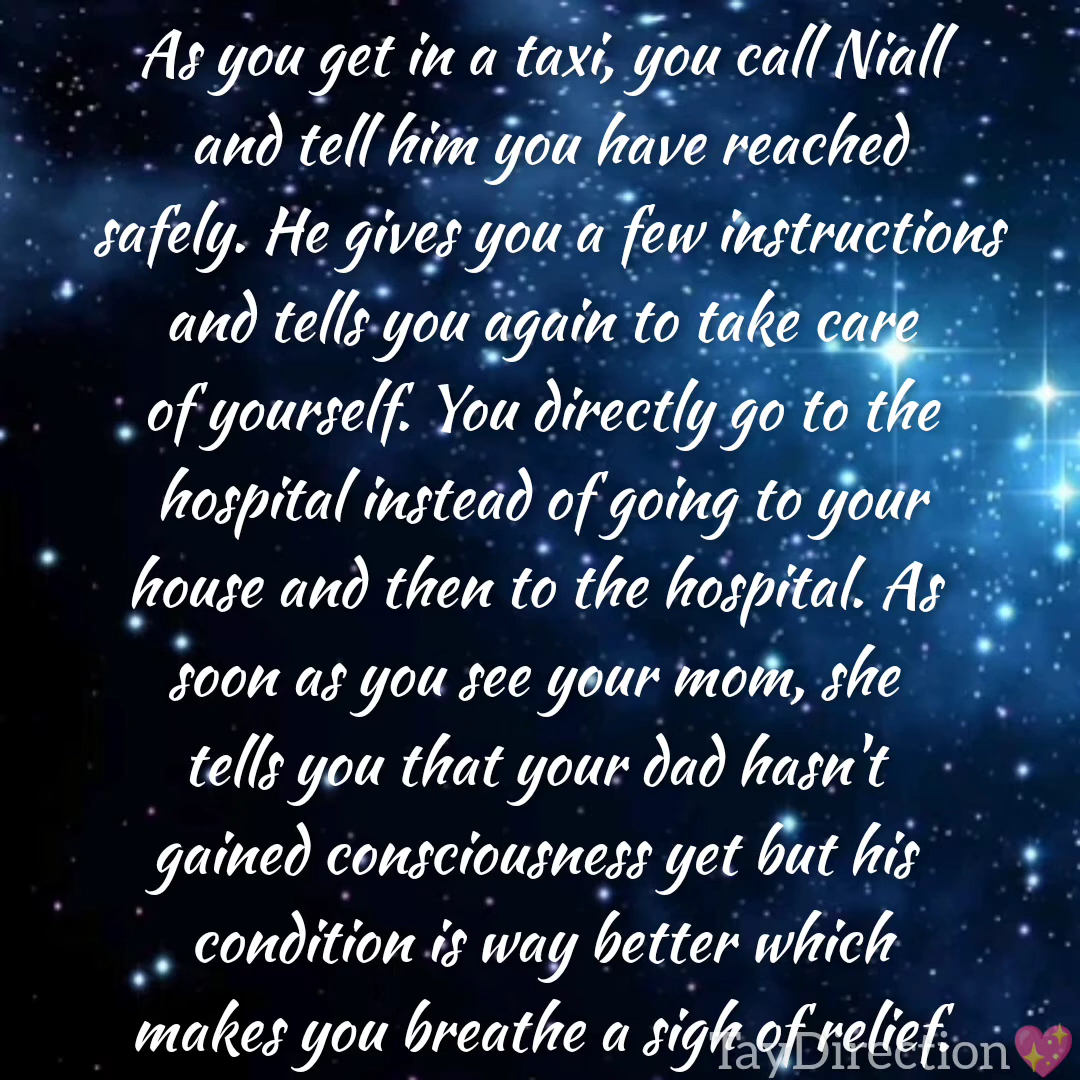 As you get in a taxi, you call Niall
and tell him you have reached
safely. He gives you a few instructions
and tells you again to take care
of yourself. You directly go to the
hospital instead of going to your
house and then to the hospital. As
soon as you see your mom, she
tells you that your dad hasn't
gained consciousness yet but his
condition is way better which
makes you breathe a sigh of relief.
TayDirection💖